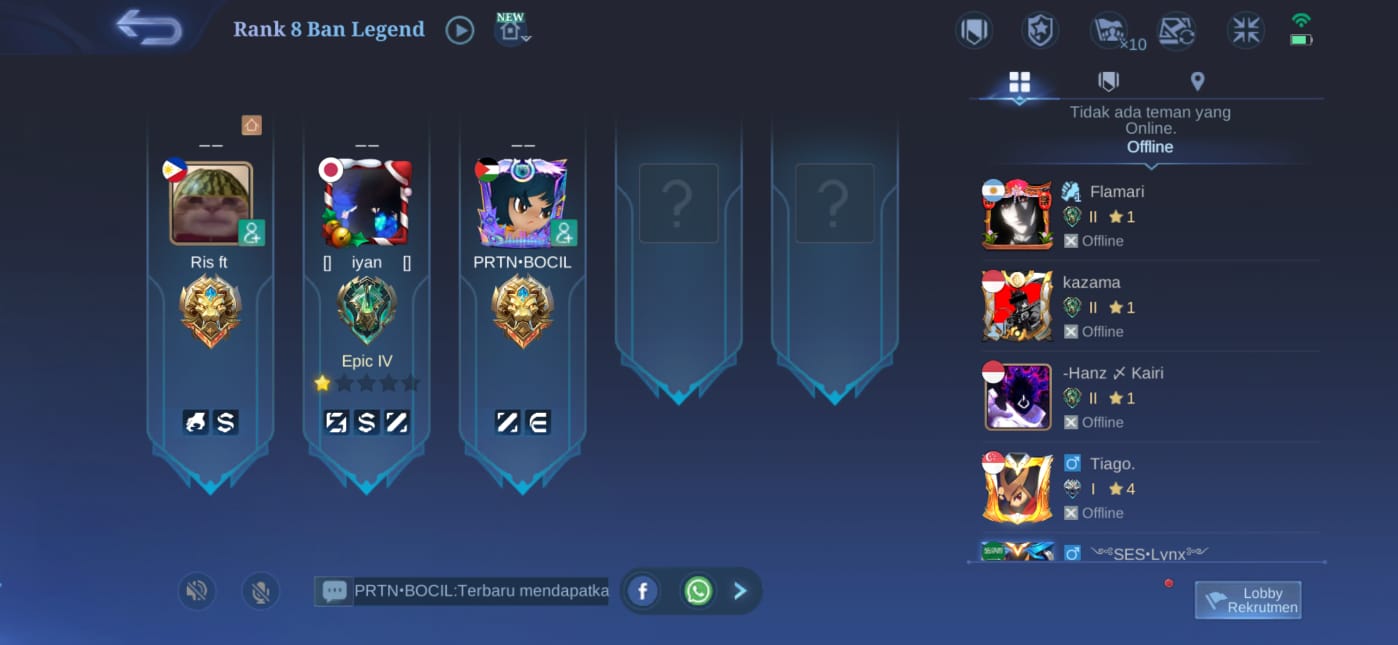 Rank 8 Ban Legend
NEW
×10
Tidak ada teman yang
Online.
Offline
Ris ft
[] iyan []
PRTN•BOCIL
Epic IV
Flamari
II ★1
Offline
kazama
II ★1
Offline
-Hanz 〆 Kairi
II ★1
Offline
Tiago.
I ★4
Offline
༺SES•Lynx༻
PRTN•BOCIL:Terbaru mendapatka
Lobby
Rekrutmen